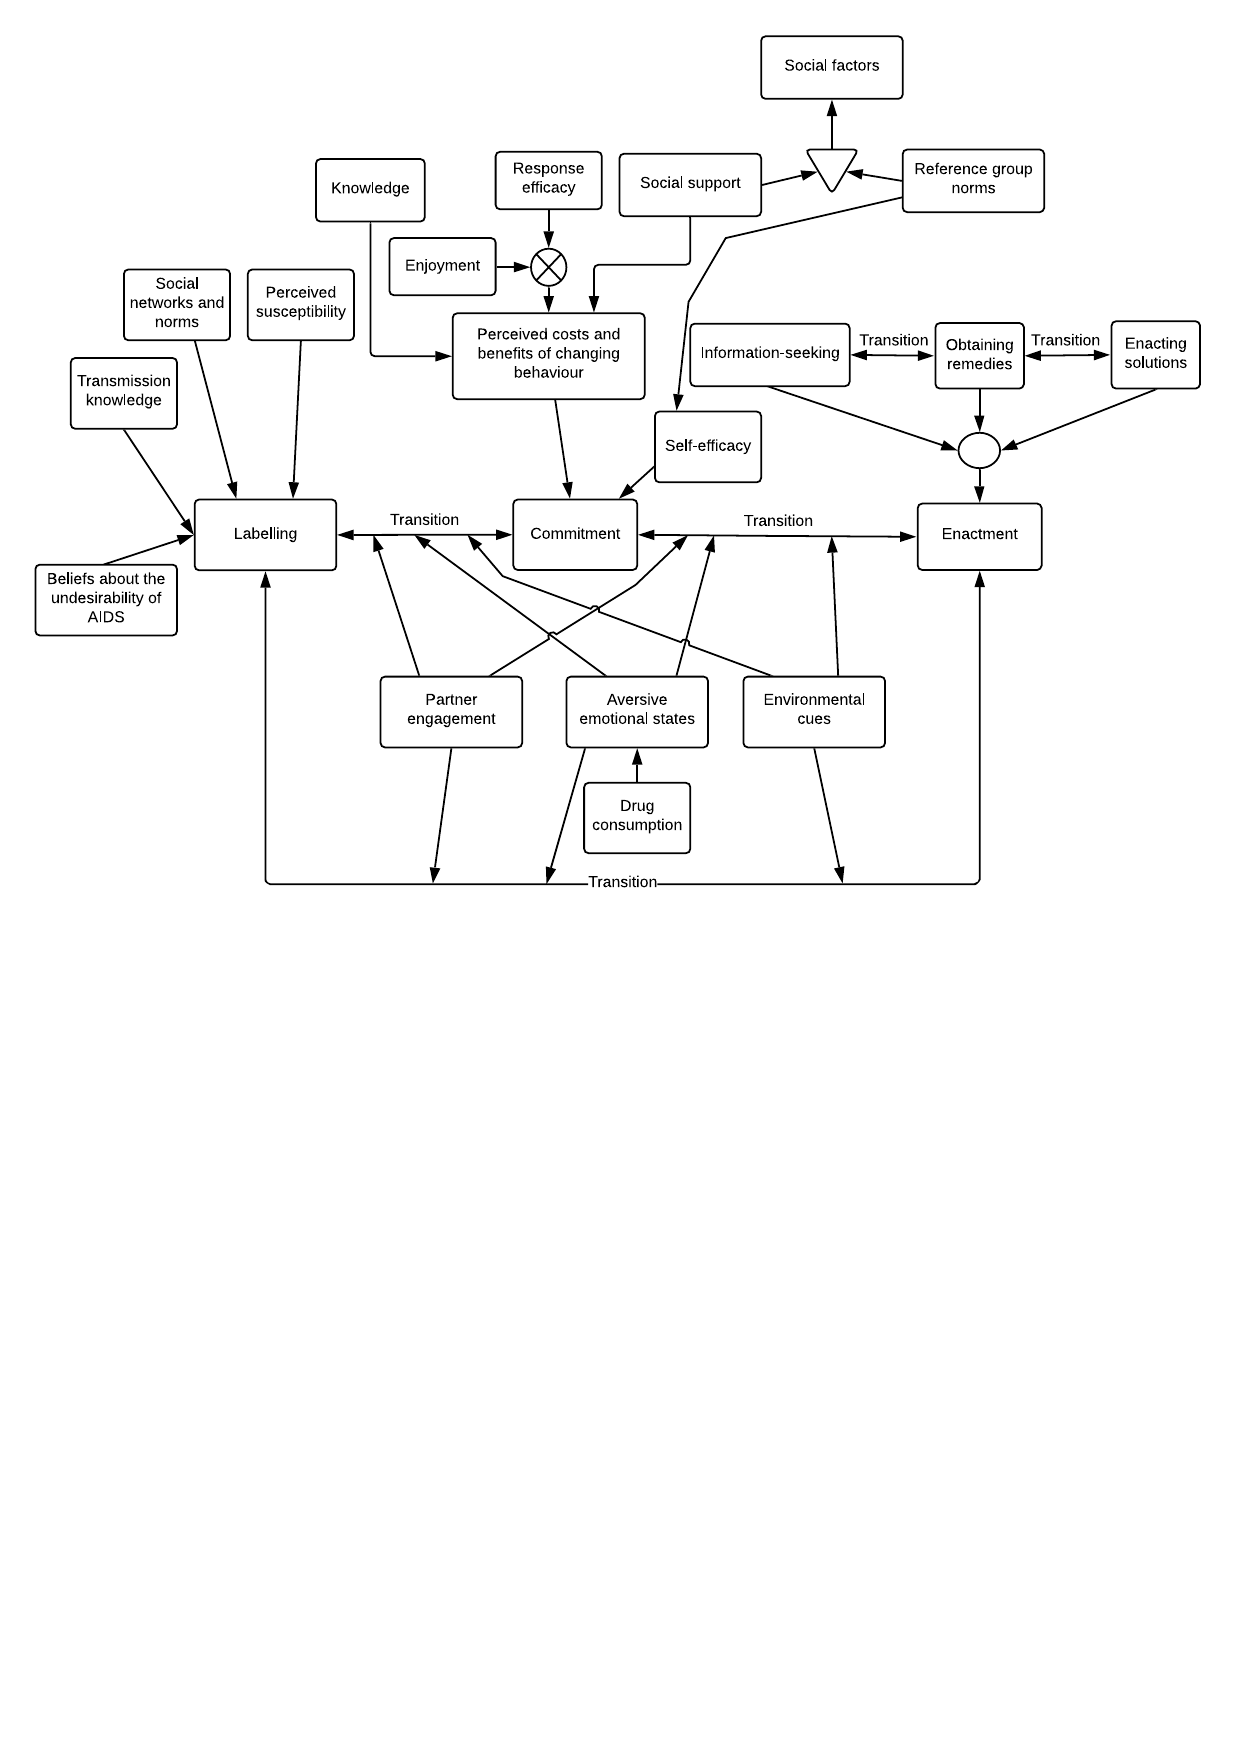 Social factors
Knowledge
Response
efficacy
Social support
Reference group
norms
Enjoyment
Social
networks and
norms
Perceived
susceptibility
Perceived costs and
benefits of changing
behaviour
Information-seeking
Transition
Obtaining
remedies
Transition
Enacting
solutions
Transmission
knowledge
Self-efficacy
Labelling
Transition
Commitment
Transition
Enactment
Beliefs about the
undesirability of
AIDS
Partner
engagement
Aversive
emotional states
Environmental
cues
Drug
consumption
Transition